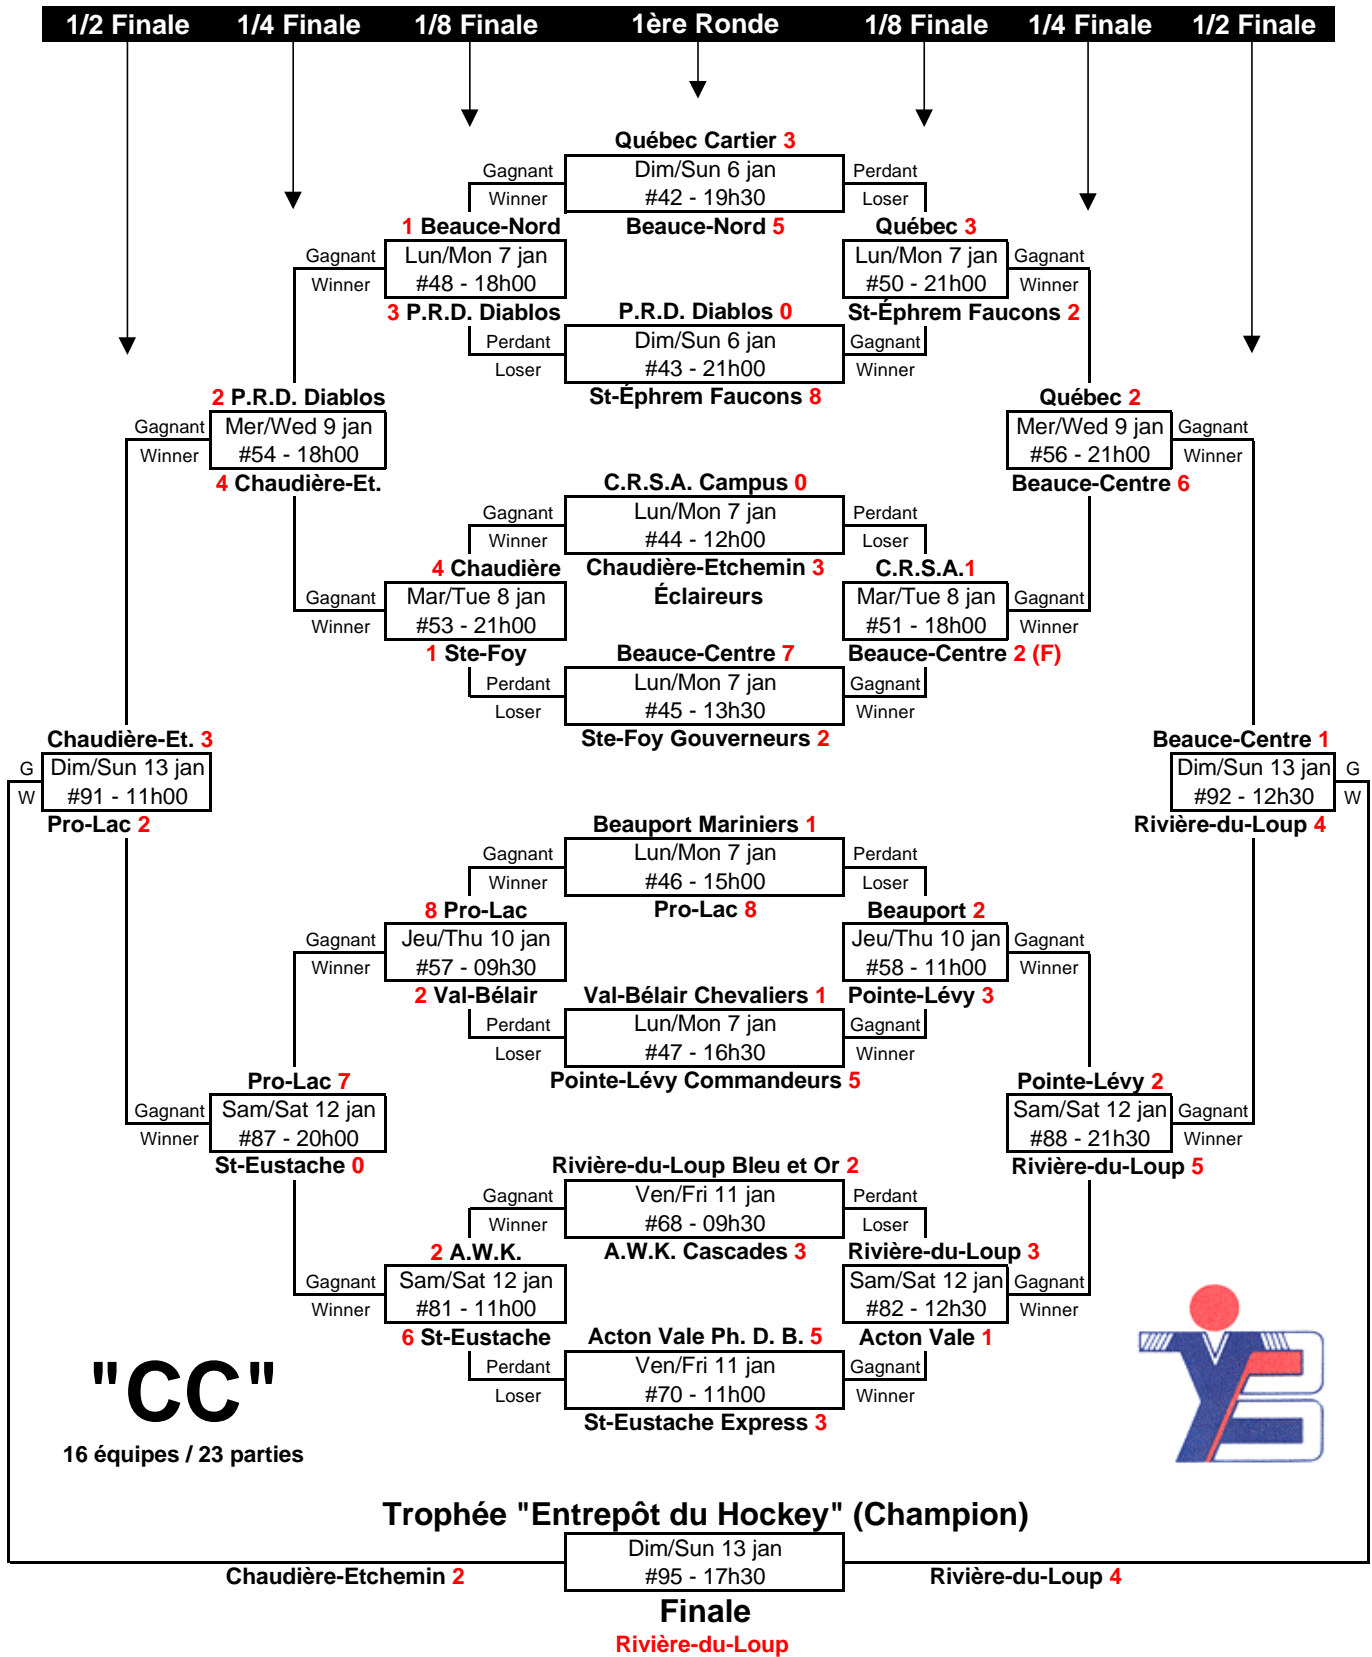 1/2 Finale 1/4 Finale 1/8 Finale 1ère Ronde 1/8 Finale 1/4 Finale 1/2 Finale
Québec Cartier 3
Gagnant Dim/Sun 6 jan Perdant
Winner #42 - 19h30 Loser
1 Beauce-Nord Beauce-Nord 5 Québec 3
Gagnant Lun/Mon 7 jan Lun/Mon 7 jan Gagnant
Winner #48 - 18h00 #50 - 21h00 Winner
3 P.R.D. Diablos P.R.D. Diablos 0 St-Éphrem Faucons 2
Perdant Dim/Sun 6 jan Gagnant
Loser #43 - 21h00 Winner
2 P.R.D. Diablos St-Éphrem Faucons 8 Québec 2
Gagnant Mer/Wed 9 jan Mer/Wed 9 jan Gagnant
Winner #54 - 18h00 #56 - 21h00 Winner
4 Chaudière-Et. C.R.S.A. Campus 0 Beauce-Centre 6
Gagnant Lun/Mon 7 jan Perdant
Winner #44 - 12h00 Loser
4 Chaudière Chaudière-Etchemin 3 C.R.S.A.1
Gagnant Mar/Tue 8 jan Éclaireurs Mar/Tue 8 jan Gagnant
Winner #53 - 21h00 #51 - 18h00 Winner
1 Ste-Foy Beauce-Centre 7 Beauce-Centre 2 (F)
Perdant Lun/Mon 7 jan Gagnant
Loser #45 - 13h30 Winner
Chaudière-Et. 3 Ste-Foy Gouverneurs 2 Beauce-Centre 1
G Dim/Sun 13 jan Dim/Sun 13 jan G
W #91 - 11h00 #92 - 12h30 W
Pro-Lac 2 Beauport Mariniers 1 Rivière-du-Loup 4
Gagnant Lun/Mon 7 jan Perdant
Winner #46 - 15h00 Loser
8 Pro-Lac Pro-Lac 8 Beauport 2
Gagnant Jeu/Thu 10 jan Jeu/Thu 10 jan Gagnant
Winner #57 - 09h30 #58 - 11h00 Winner
2 Val-Bélair Val-Bélair Chevaliers 1 Pointe-Lévy 3
Perdant Lun/Mon 7 jan Gagnant
Loser #47 - 16h30 Winner
Pro-Lac 7 Pointe-Lévy Commandeurs 5 Pointe-Lévy 2
Gagnant Sam/Sat 12 jan Sam/Sat 12 jan Gagnant
Winner #87 - 20h00 #88 - 21h30 Winner
St-Eustache 0 Rivière-du-Loup Bleu et Or 2 Rivière-du-Loup 5
Gagnant Ven/Fri 11 jan Perdant
Winner #68 - 09h30 Loser
2 A.W.K. A.W.K. Cascades 3 Rivière-du-Loup 3
Gagnant Sam/Sat 12 jan Sam/Sat 12 jan Gagnant
Winner #81 - 11h00 #82 - 12h30 Winner
6 St-Eustache Acton Vale Ph. D. B. 5 Acton Vale 1
Perdant Ven/Fri 11 jan Gagnant
Loser #70 - 11h00 Winner
St-Eustache Express 3
"CC"
16 équipes / 23 parties
Trophée "Entrepôt du Hockey" (Champion)
Dim/Sun 13 jan
Chaudière-Etchemin 2 #95 - 17h30 Rivière-du-Loup 4
Finale
Rivière-du-Loup